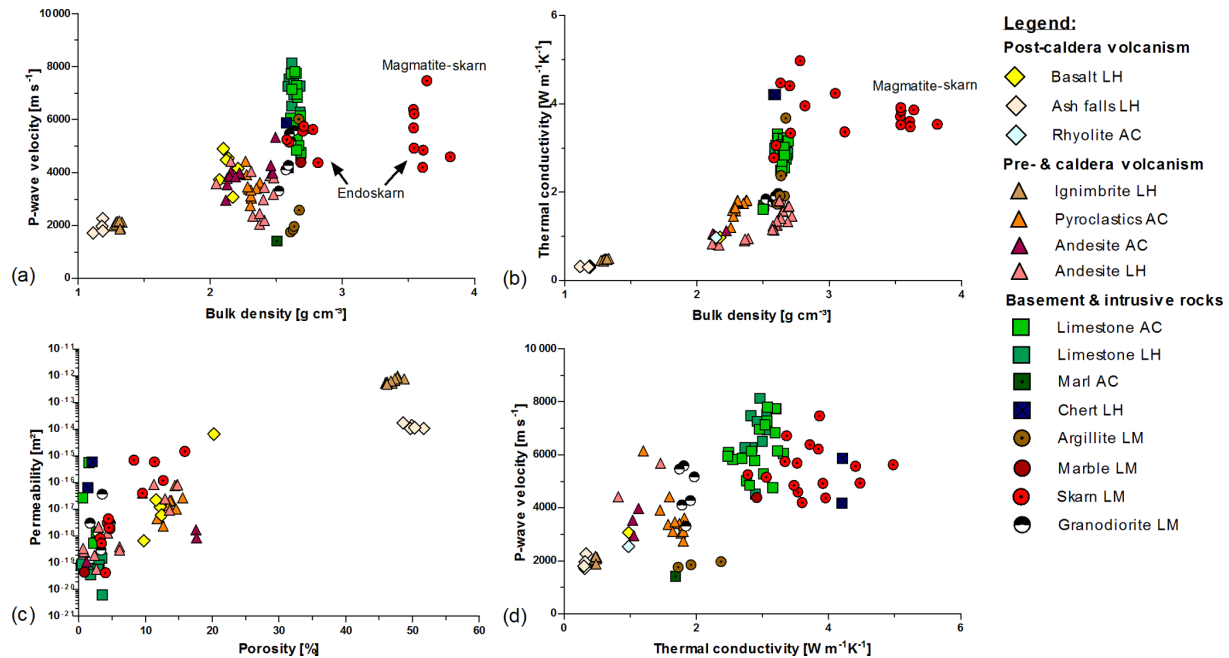 10000
8000
6000
4000
2000
0
P-wave velocity [m s⁻¹]
Magmatite-skarn
Endoskarn
(a)
1
2
3
4
Bulk density [g cm⁻³]
6
4
2
0
Thermal conductivity [W m⁻¹K⁻¹]
Magmatite-skarn
(b)
1
2
3
4
Bulk density [g cm⁻³]
10⁻¹¹
10⁻¹²
10⁻¹³
10⁻¹⁴
10⁻¹⁵
10⁻¹⁶
10⁻¹⁷
10⁻¹⁸
10⁻¹⁹
10⁻²⁰
10⁻²¹
Permeability [m²]
(c)
0
10
20
30
40
50
60
Porosity [%]
10 000
8000
6000
4000
2000
0
P-wave velocity [m s⁻¹]
(d)
0
2
4
6
Thermal conductivity [W m⁻¹K⁻¹]
Legend:
Post-caldera volcanism
Basalt LH
Ash falls LH
Rhyolite AC
Pre- & caldera volcanism
Ignimbrite LH
Pyroclastics AC
Andesite AC
Andesite LH
Basement & intrusive rocks
Limestone AC
Limestone LH
Marl AC
Chert LH
Argillite LM
Marble LM
Skarn LM
Granodiorite LM